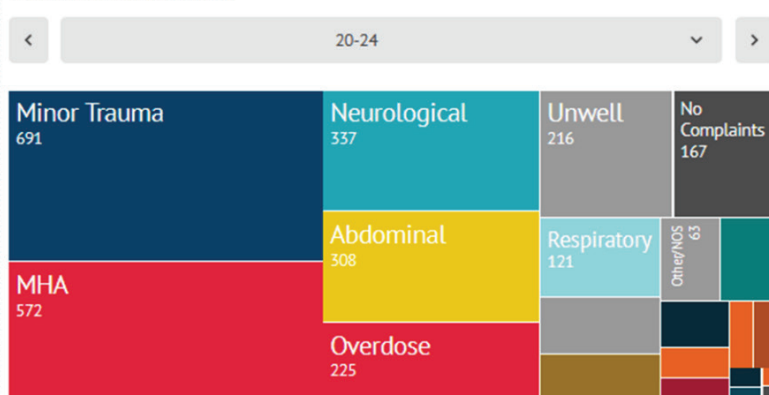 20-24
Minor Trauma
691
MHA
572
Neurological
337
Abdominal
308
Overdose
225
Unwell
216
No
Complaints
167
Respiratory
121
Other/NOS
63